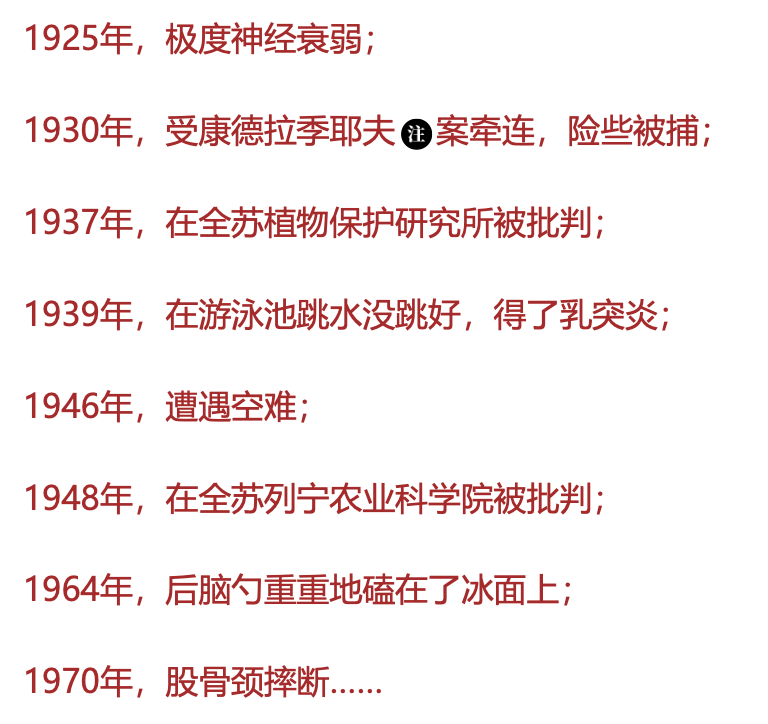 1925年，极度神经衰弱；
1930年，受康德拉季耶夫注案牵连，险些被捕；
1937年，在全苏植物保护研究所被批判；
1939年，在游泳池跳水没跳好，得了乳突炎；
1946年，遭遇空难；
1948年，在全苏列宁农业科学院被批判；
1964年，后脑勺重重地磕在了冰面上；
1970年，股骨颈摔断……